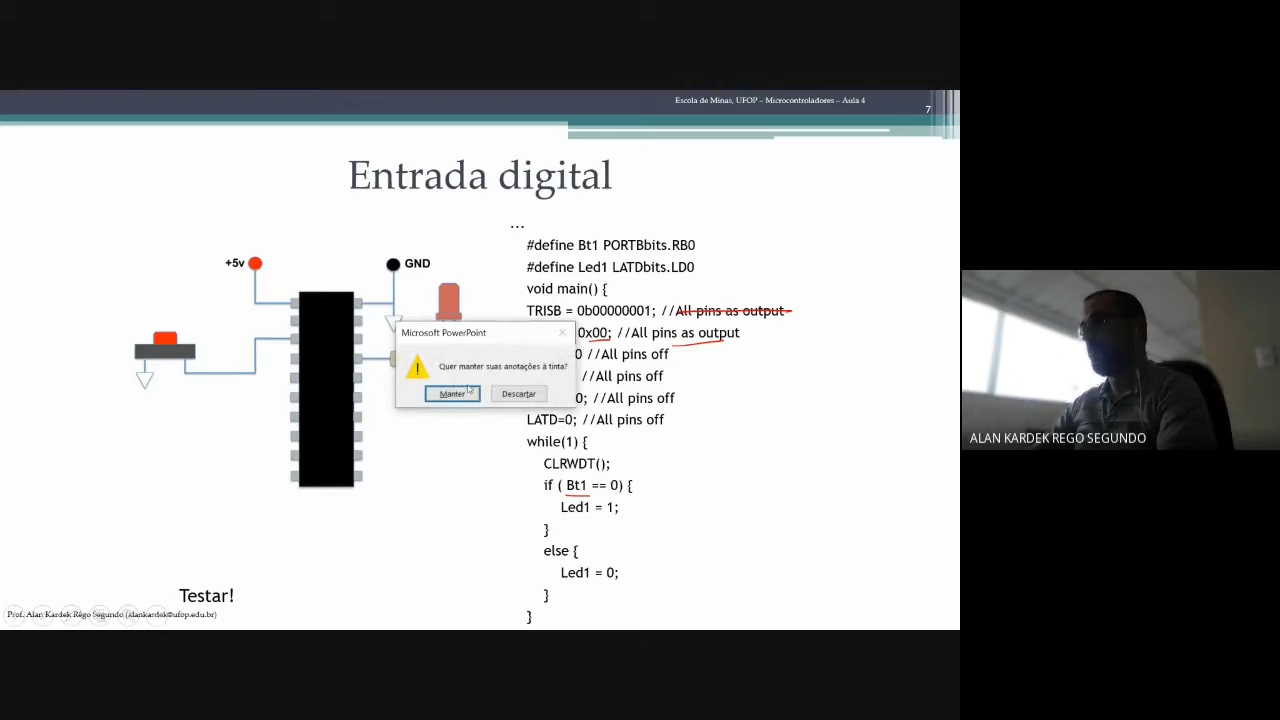 Escola de Minas, UFOP – Microcontroladores – Aula 4
7
Entrada digital
...
#define Bt1 PORTBbits.RB0
#define Led1 LATDbits.LD0
void main() {
TRISB = 0b00000001; //All pins as output
0x00; //All pins as output
0 //All pins off
//All pins off
0; //All pins off
LATD=0; //All pins off
while(1) {
CLRWDT();
if ( Bt1 == 0) {
Led1 = 1;
}
else {
Led1 = 0;
}
}
+5v
GND
Microsoft PowerPoint
Quer manter suas anotações à tinta?
Manter
Descartar
Testar!
Prof. Alan Kardek Rêgo Segundo (alankardek@ufop.edu.br)
ALAN KARDEK REGO SEGUNDO